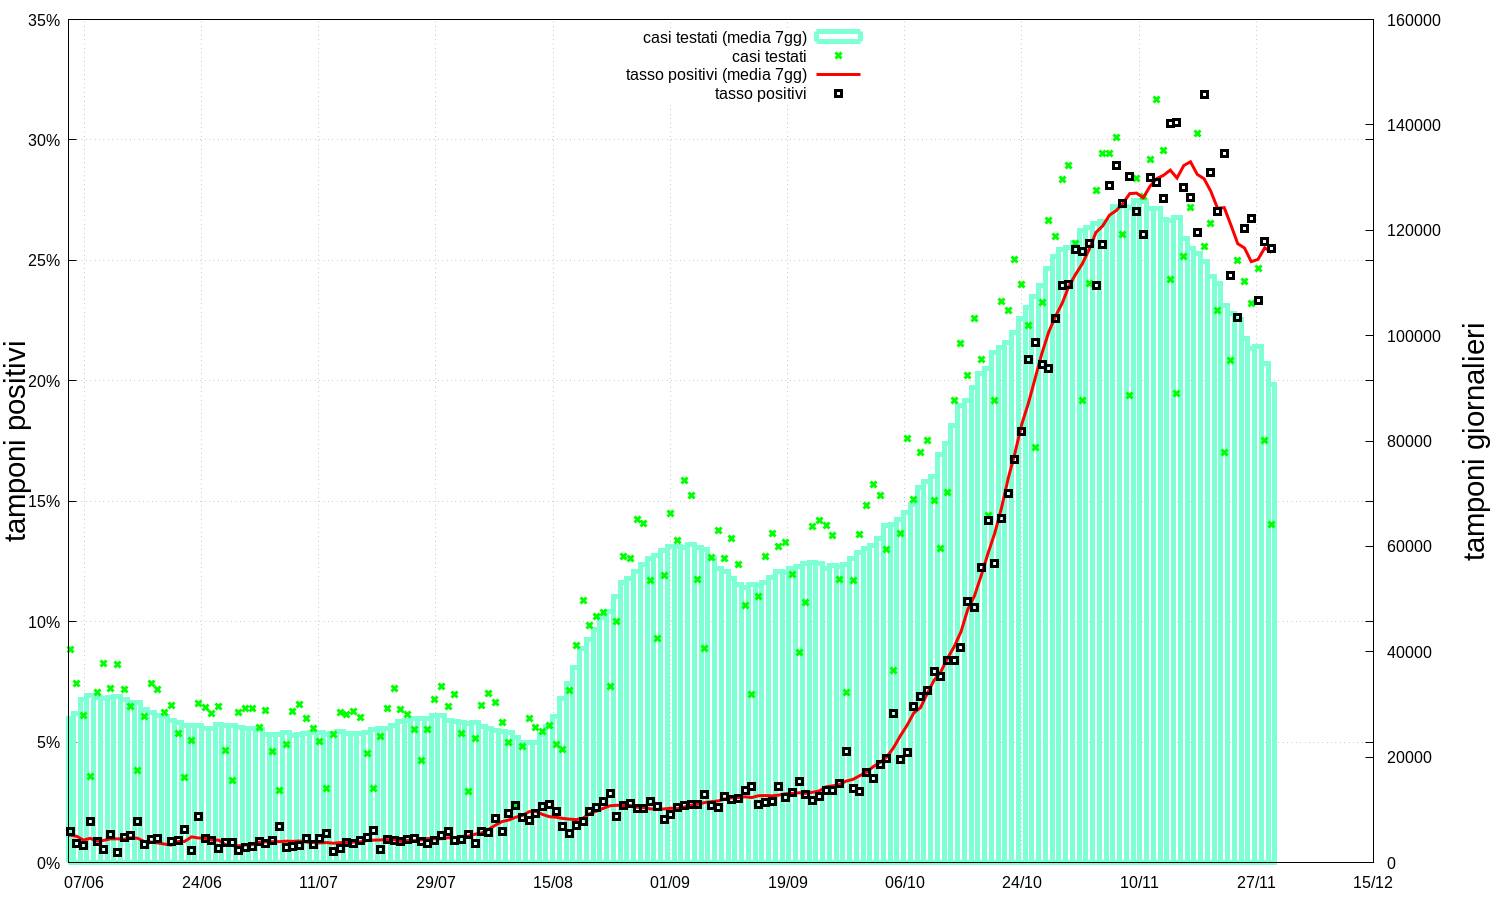 casi testati (media 7gg)
casi testati
tasso positivi (media 7gg)
tasso positivi
tamponi positivi
35%
30%
25%
20%
15%
10%
5%
0%
160000
140000
120000
100000
80000
60000
40000
20000
0
tamponi giornalieri
07/06 24/06 11/07 29/07 15/08 01/09 19/09 06/10 24/10 10/11 27/11 15/12